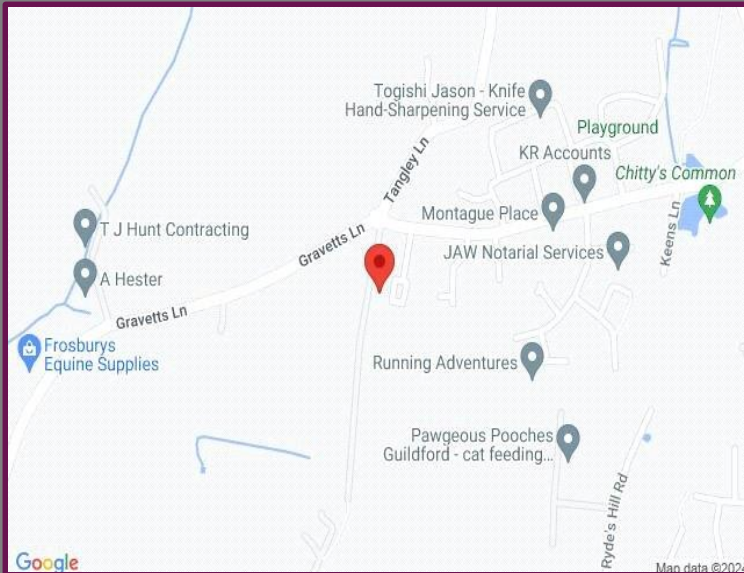 Togishi Jason - Knife
Hand-Sharpening Service
Tangley Ln
Playground
KR Accounts
Chitty's Common
Montague Place
T J Hunt Contracting
Gravetts Ln
JAW Notarial Services
Keens Ln
A Hester
Gravetts Ln
Frosburys
Equine Supplies
Running Adventures
Pawgeous Pooches
Guildford - cat feeding...
Ryde's Hill Rd
Google
Map data ©2024